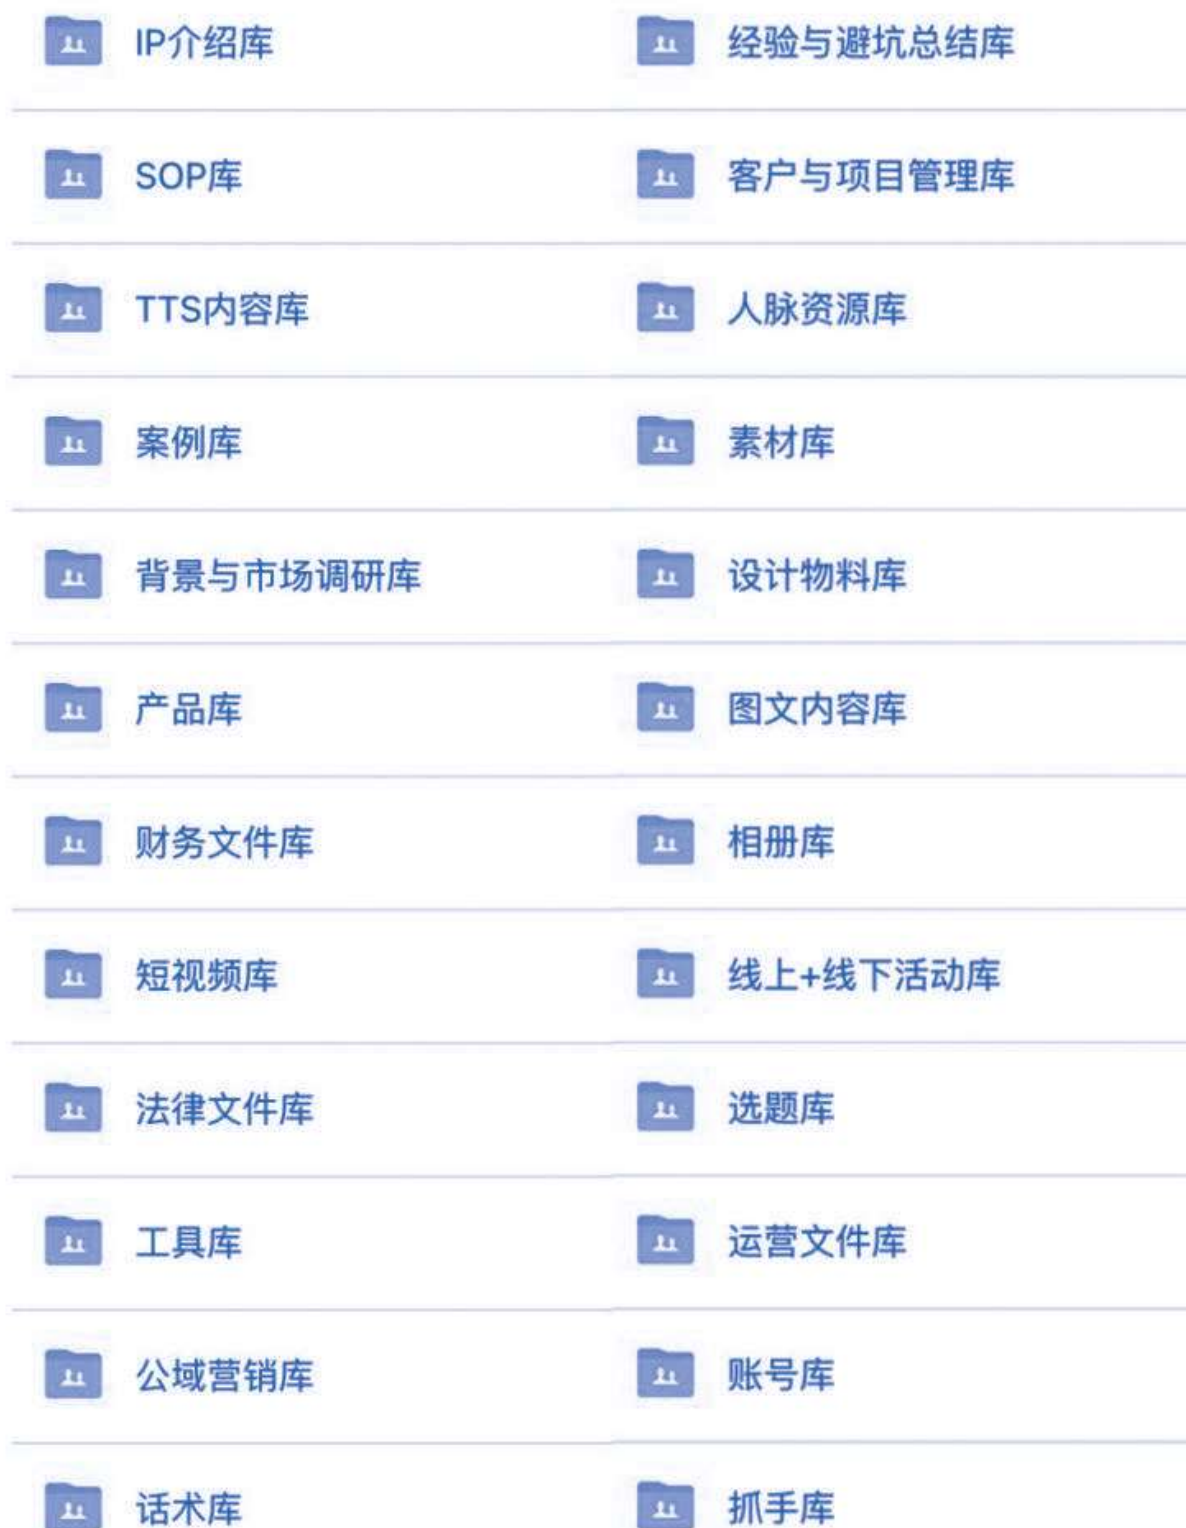 IP介绍库
SOP库
TTS内容库
案例库
背景与市场调研库
产品库
财务文件库
短视频库
法律文件库
工具库
公域营销库
话术库
经验与避坑总结库
客户与项目管理库
人脉资源库
素材库
设计物料库
图文内容库
相册库
线上+线下活动库
选题库
运营文件库
账号库
抓手库